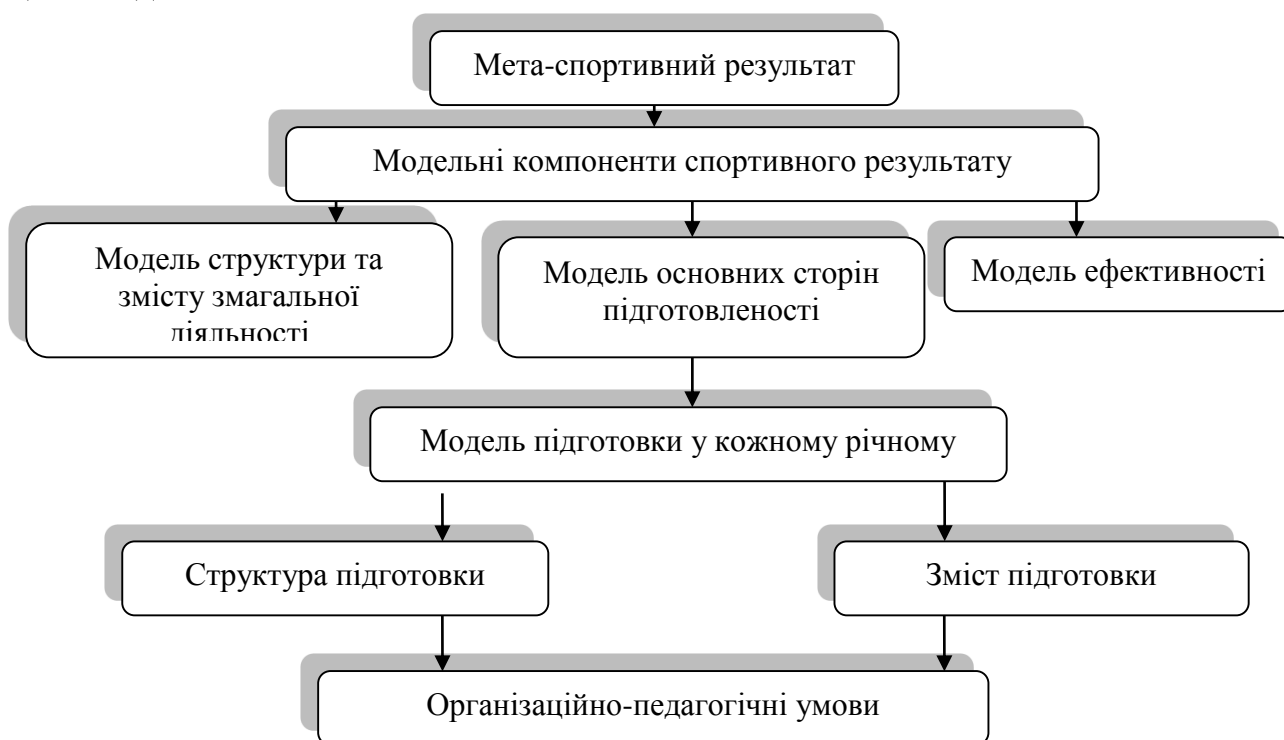 Мета-спортивний результат
Модельні компоненти спортивного результату
Модель структури та
змісту змагальної
діяльності
Модель основних сторін
підготовленості
Модель ефективності
Модель підготовки у кожному річному
Структура підготовки
Зміст підготовки
Організаційно-педагогічні умови